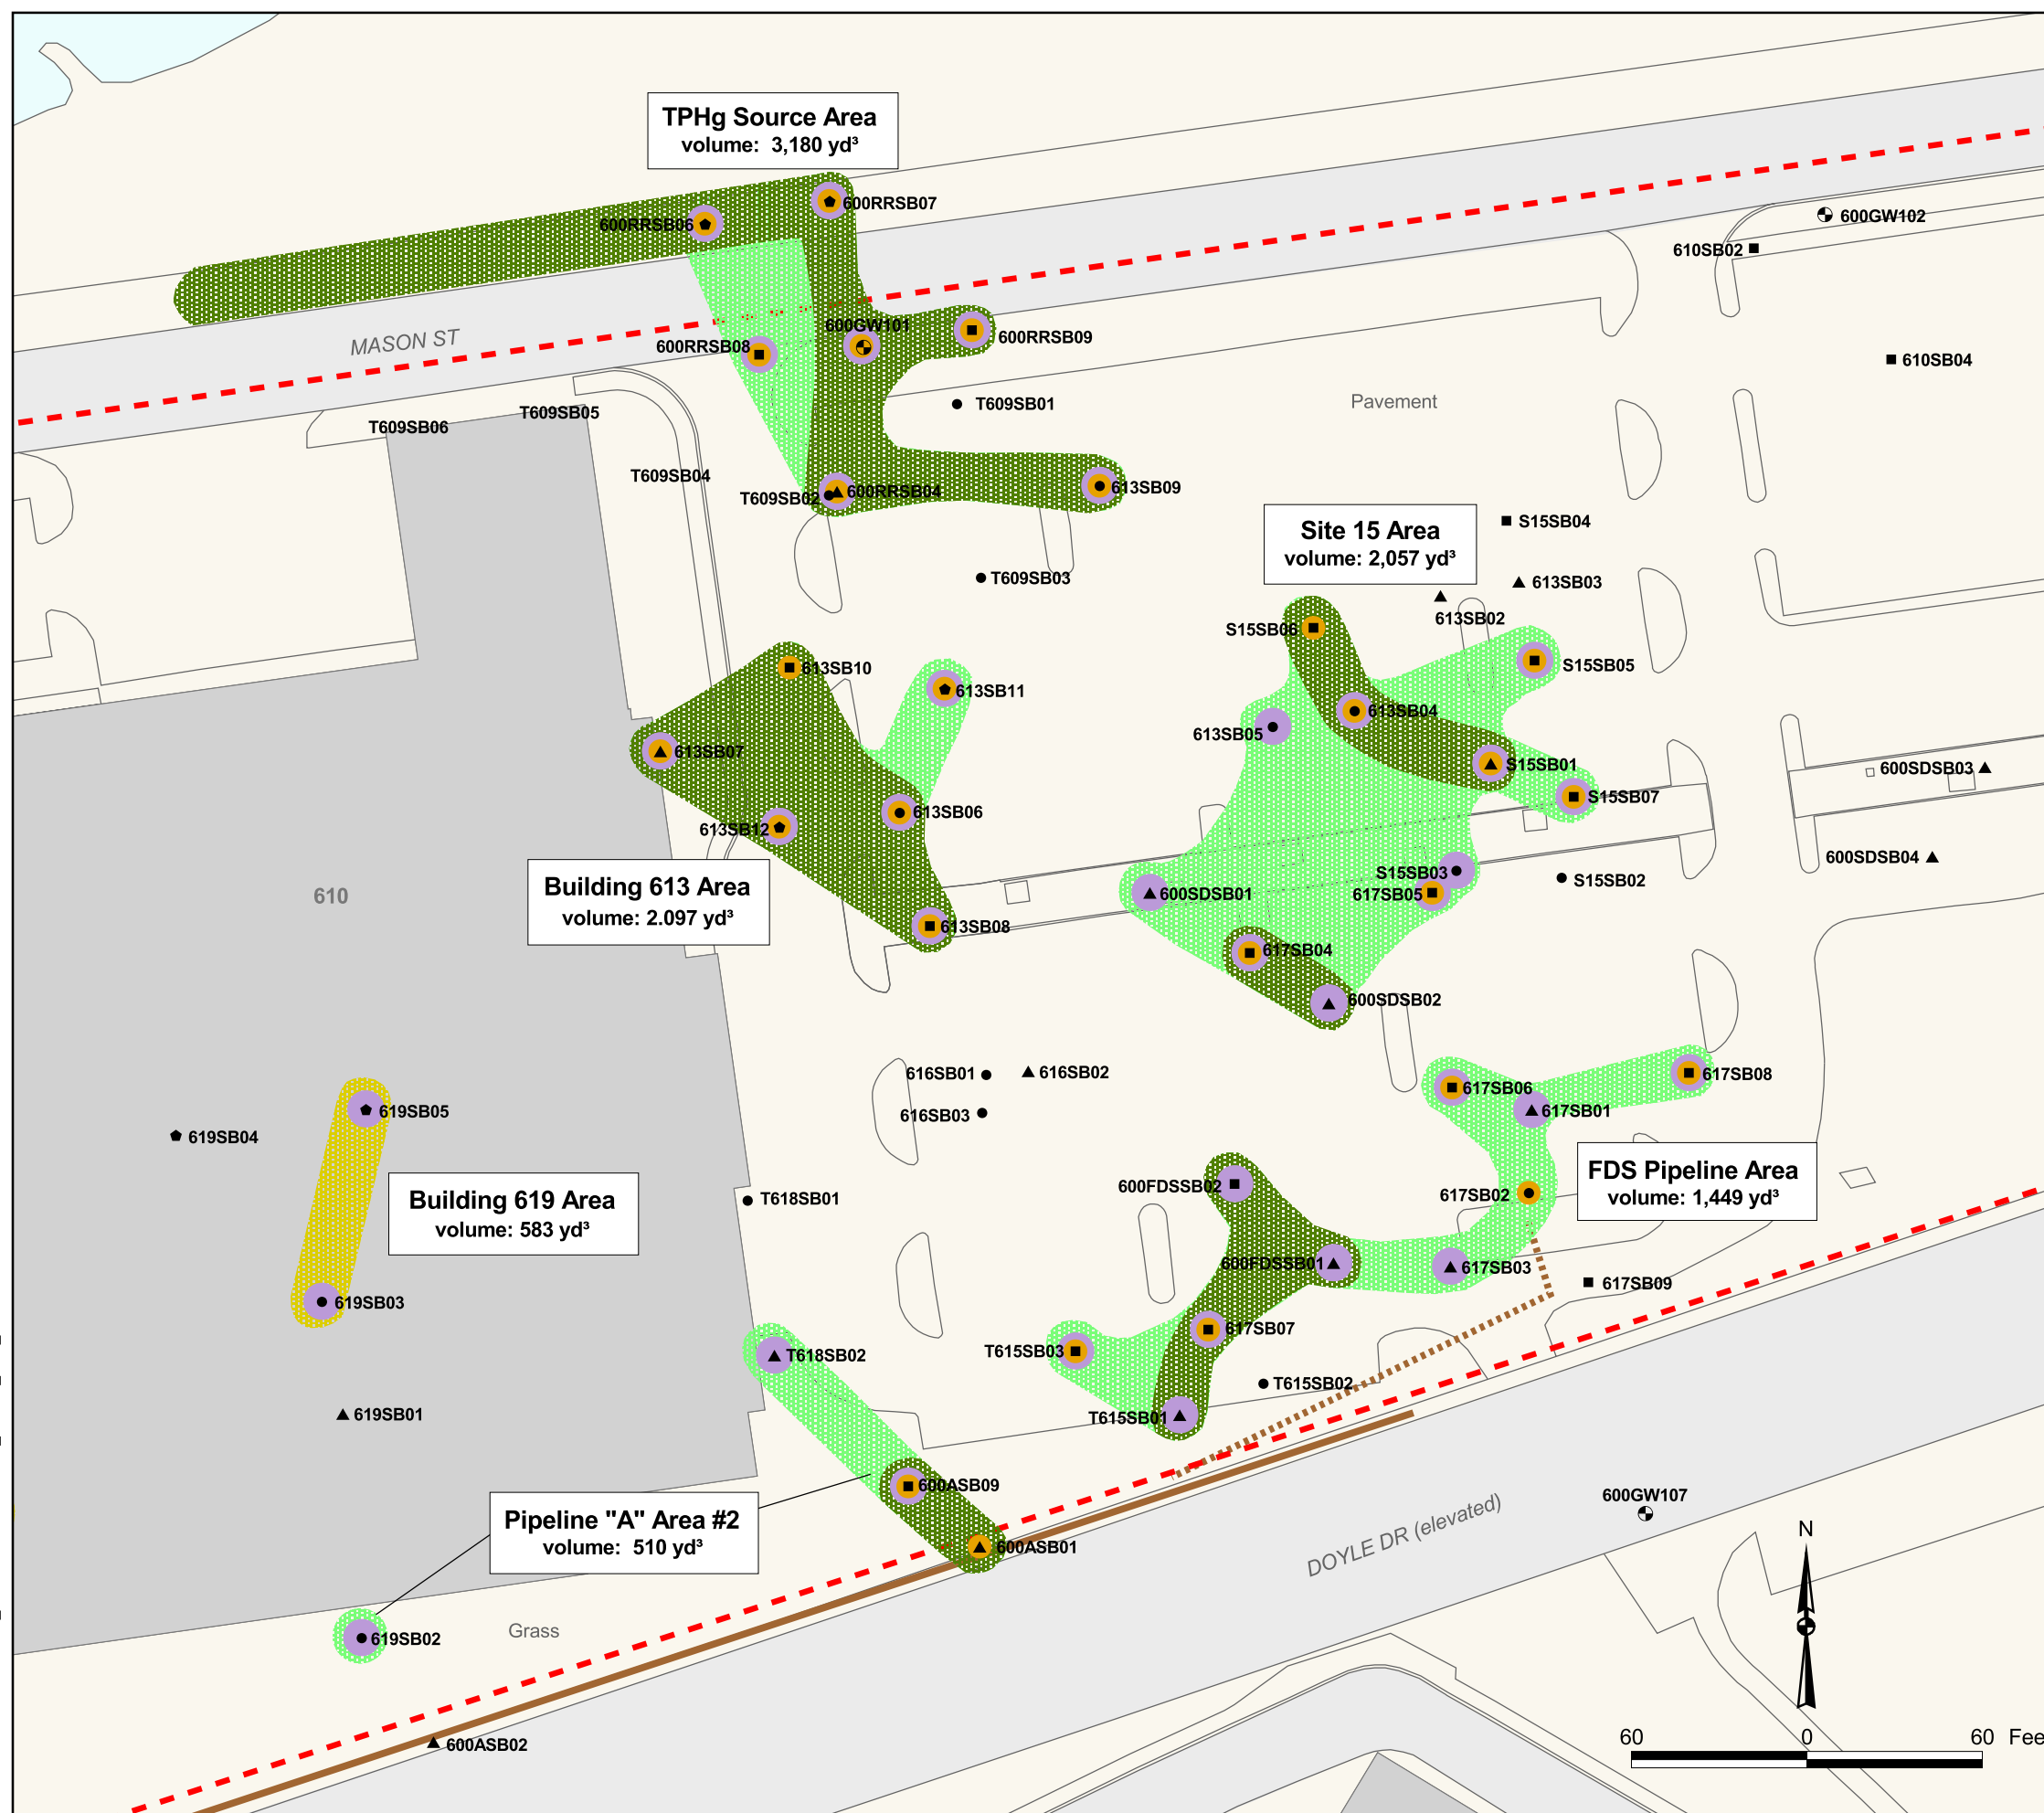 TPHg Source Area
volume: 3,180 yd³
600RRSB07
600RRSB06
600GW102
610SB02
MASON ST
600GW101
600RRSB08
600RRSB09
610SB04
T609SB05
T609SB06
T609SB01
Pavement
T609SB04
T609SB02
600RRSB04
613SB09
Site 15 Area
volume: 2,057 yd³
S15SB04
T609SB03
613SB03
613SB02
S15SB06
613SB10
S15SB05
613SB11
613SB04
613SB05
613SB07
S15SB01
600SDSB03
S15SB07
613SB06
613SB12
600SDSB04
Building 613 Area
volume: 2.097 yd³
S15SB03
S15SB02
617SB05
600SDSB01
610
613SB08
617SB04
600SDSB02
616SB01
616SB02
617SB08
617SB06
619SB05
616SB03
617SB01
619SB04
Building 619 Area
volume: 583 yd³
FDS Pipeline Area
volume: 1,449 yd³
T618SB01
600FDSSB02
617SB02
600FDSSB01
617SB03
617SB09
619SB03
617SB07
T618SB02
T615SB03
T615SB02
619SB01
T615SB01
600ASB09
600GW107
Pipeline "A" Area #2
volume: 510 yd³
600ASB01
DOYLE DR (elevated)
N
Grass
619SB02
600ASB02
60 0 60 Fee